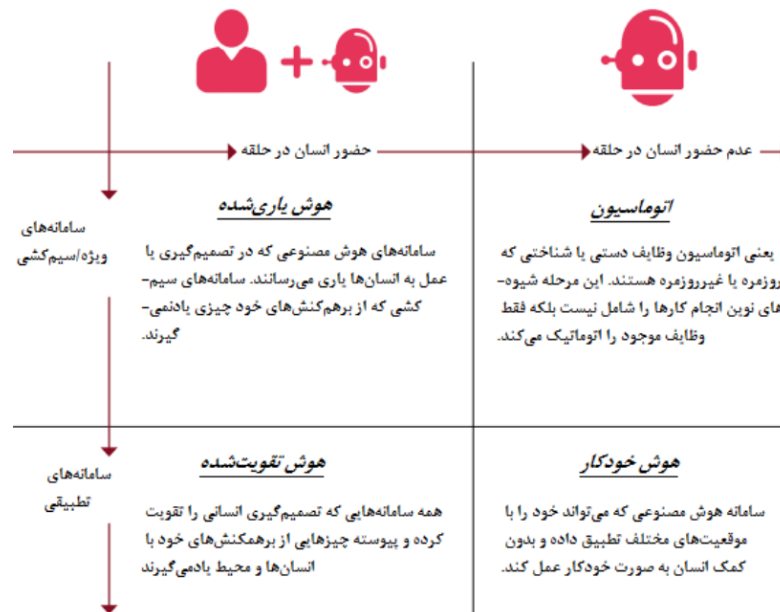 عدم حضور انسان در حلقه
حضور انسان در حلقه
اتوماسیون
یعنی اتوماسیون وظایف دستی یا شناختی که
روزمره یا غیرروزمره هستند. این مرحله شیوه-
های نوین انجام کارها را شامل نیست بلکه فقط
وظایف موجود را اتوماتیک می‌کند.
هوش یاری‌شده
سامانه‌های هوش مصنوعی که در تصمیم‌گیری یا
عمل به انسان‌ها یاری می‌رسانند. سامانه‌های سیم-
کشی که از برهم‌کنش‌های خود چیزی یادنمی-
گیرند.
سامانه‌های
ویژه/سیم‌کشی
هوش خودکار
سامانه هوش مصنوعی که می‌تواند خود را با
موقعیت‌های مختلف تطبیق داده و بدون
کمک انسان به صورت خودکار عمل کند.
هوش تقویت‌شده
همه سامانه‌هایی که تصمیم‌گیری انسانی را تقویت
کرده و پیوسته چیزهایی از برهمکنش‌های خود با
انسان‌ها و محیط یادمی‌گیرند
سامانه‌های
تطبیقی